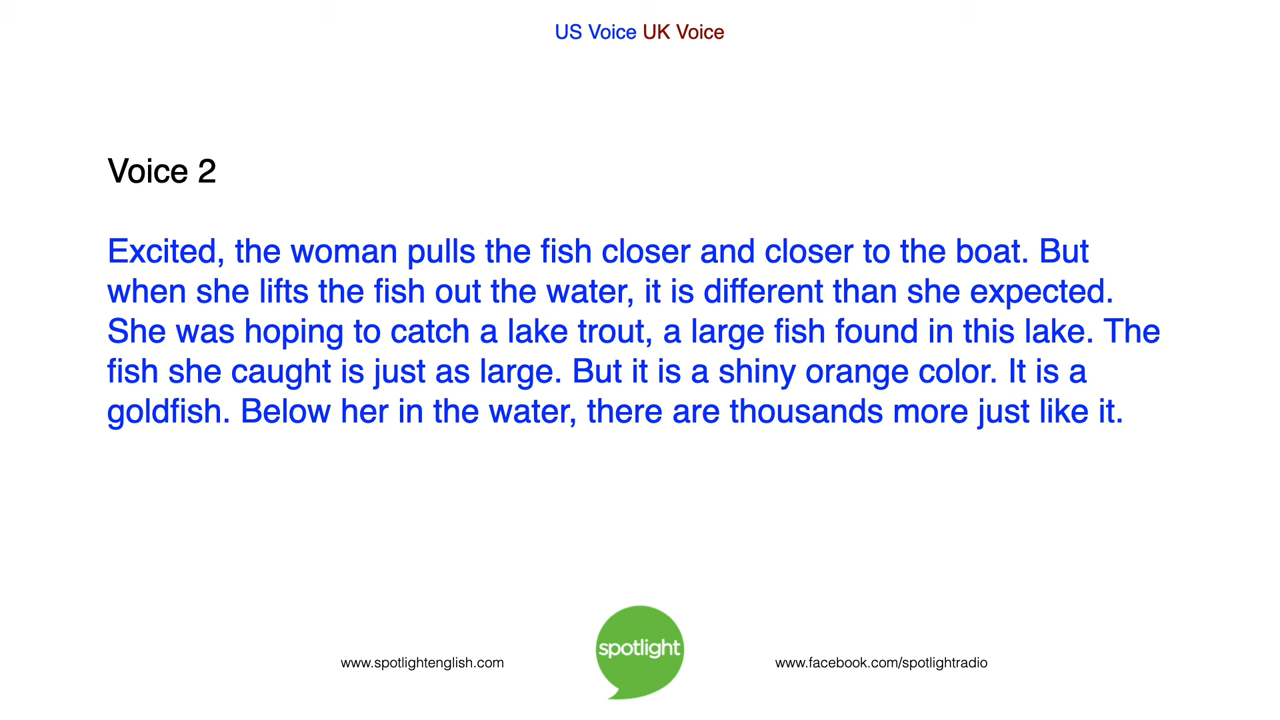 US Voice UK Voice
Voice 2
Excited, the woman pulls the fish closer and closer to the boat. But
when she lifts the fish out the water, it is different than she expected.
She was hoping to catch a lake trout, a large fish found in this lake. The
fish she caught is just as large. But it is a shiny orange color. It is a
goldfish. Below her in the water, there are thousands more just like it.
www.spotlightenglish.com
spotlight
www.facebook.com/spotlightradio